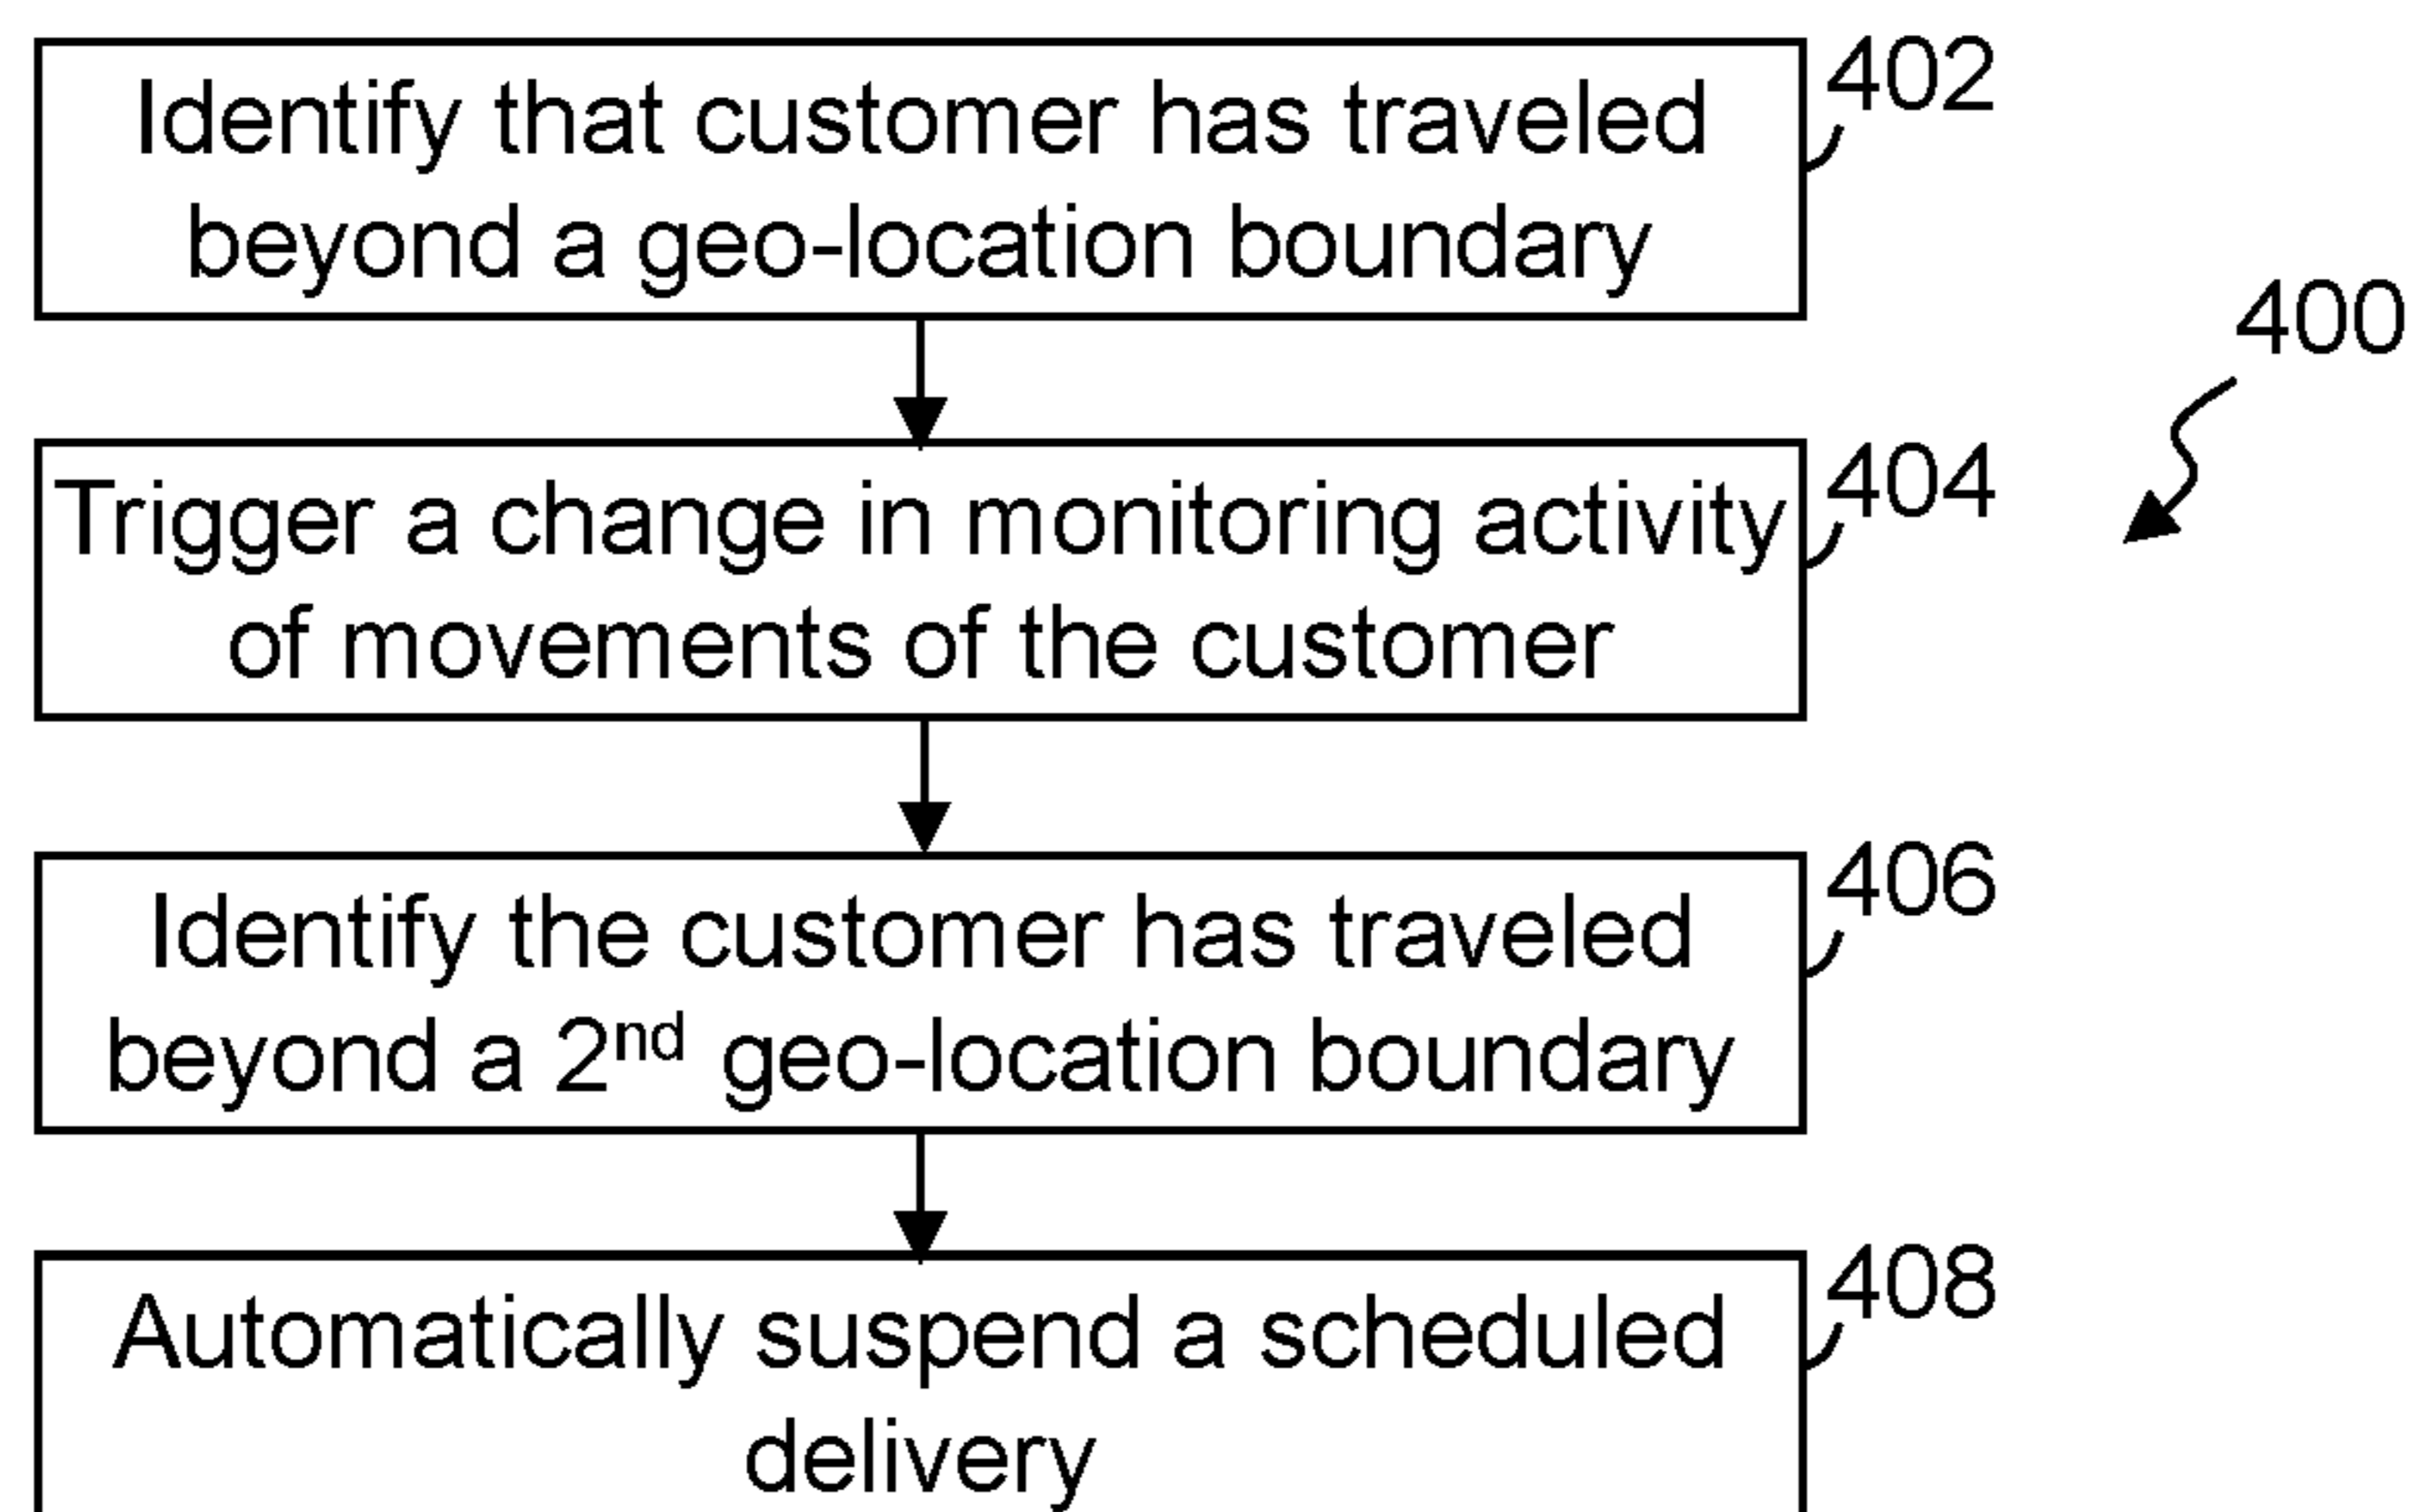 Identify that customer has traveled
beyond a geo-location boundary
402
400
Trigger a change in monitoring activity
of movements of the customer
404
Identify the customer has traveled
beyond a 2nd geo-location boundary
406
Automatically suspend a scheduled
delivery
408